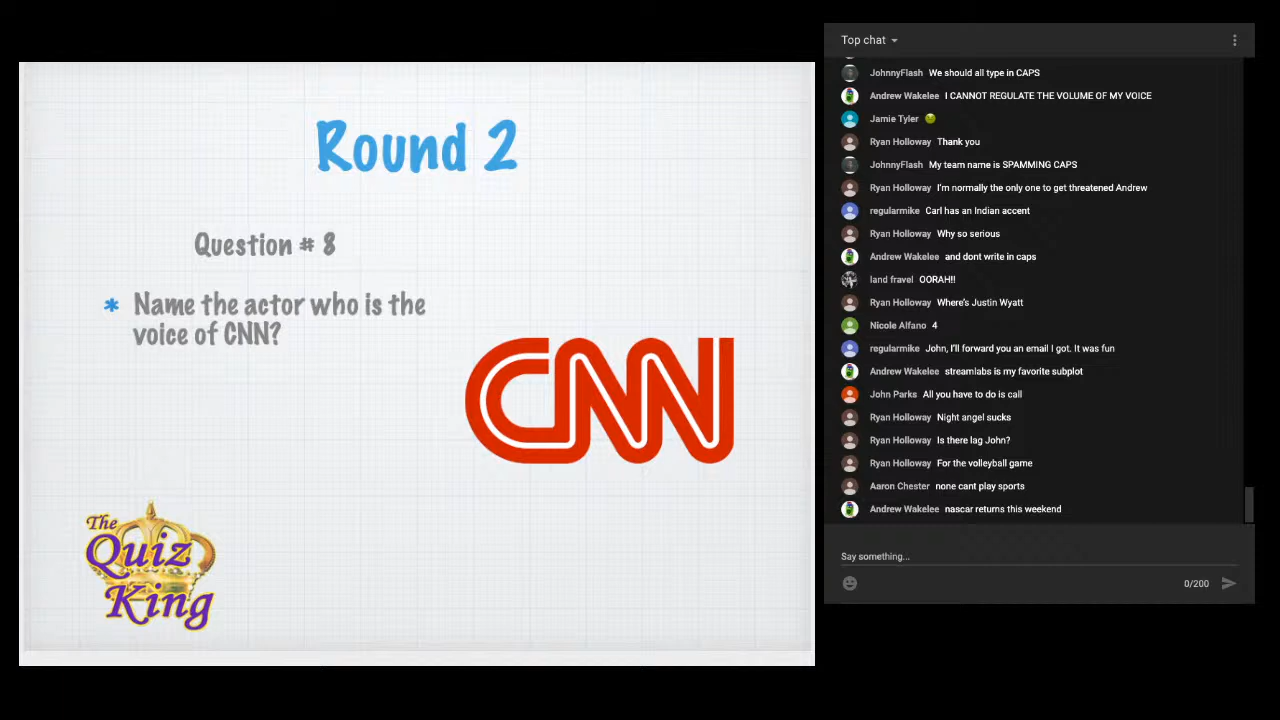 Round 2
Question # 8
* Name the actor who is the
voice of CNN?
CNN
The
Quiz
King
Top chat
JohnnyFlash We should all type in CAPS
Andrew Wakelee I CANNOT REGULATE THE VOLUME OF MY VOICE
Jamie Tyler
Ryan Holloway Thank you
JohnnyFlash My team name is SPAMMING CAPS
Ryan Holloway I'm normally the only one to get threatened Andrew
regularmike Carl has an Indian accent
Ryan Holloway Why so serious
Andrew Wakelee and dont write in caps
land fravel OORAH!!
Ryan Holloway Where's Justin Wyatt
Nicole Alfano 4
regularmike John, I'll forward you an email I got. It was fun
Andrew Wakelee streamlabs is my favorite subplot
John Parks All you have to do is call
Ryan Holloway Night angel sucks
Ryan Holloway Is there lag John?
Ryan Holloway For the volleyball game
Aaron Chester none cant play sports
Andrew Wakelee nascar returns this weekend
Say something...
0/200